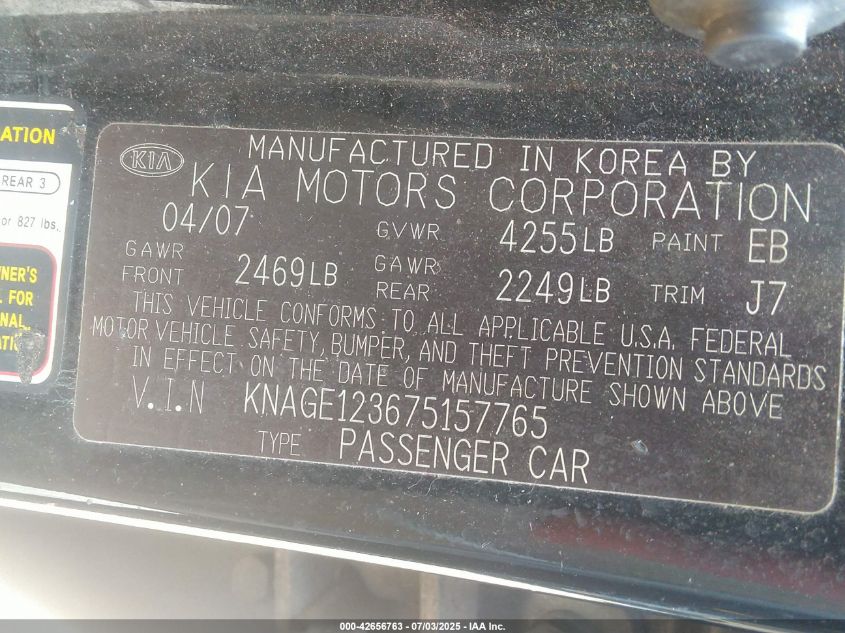 ATION
REAR 3
or 827 lbs.
NER'S
FOR
NAL.
KIA
MANUFACTURED IN KOREA BY
KIA MOTORS CORPORATION
04/07 GVWR 4255LB PAINT EB
GAWR FRONT 2469LB GAWR REAR 2249LB TRIM J7
THIS VEHICLE CONFORMS TO ALL APPLICABLE U.S.A. FEDERAL
MOTOR VEHICLE SAFETY, BUMPER, AND THEFT PREVENTION STANDARDS
IN EFFECT ON THE DATE OF MANUFACTURE SHOWN ABOVE
V.I.N KNAGE123675157765
TYPE PASSENGER CAR
000-42656763 - 07/03/2025 - IAA Inc.